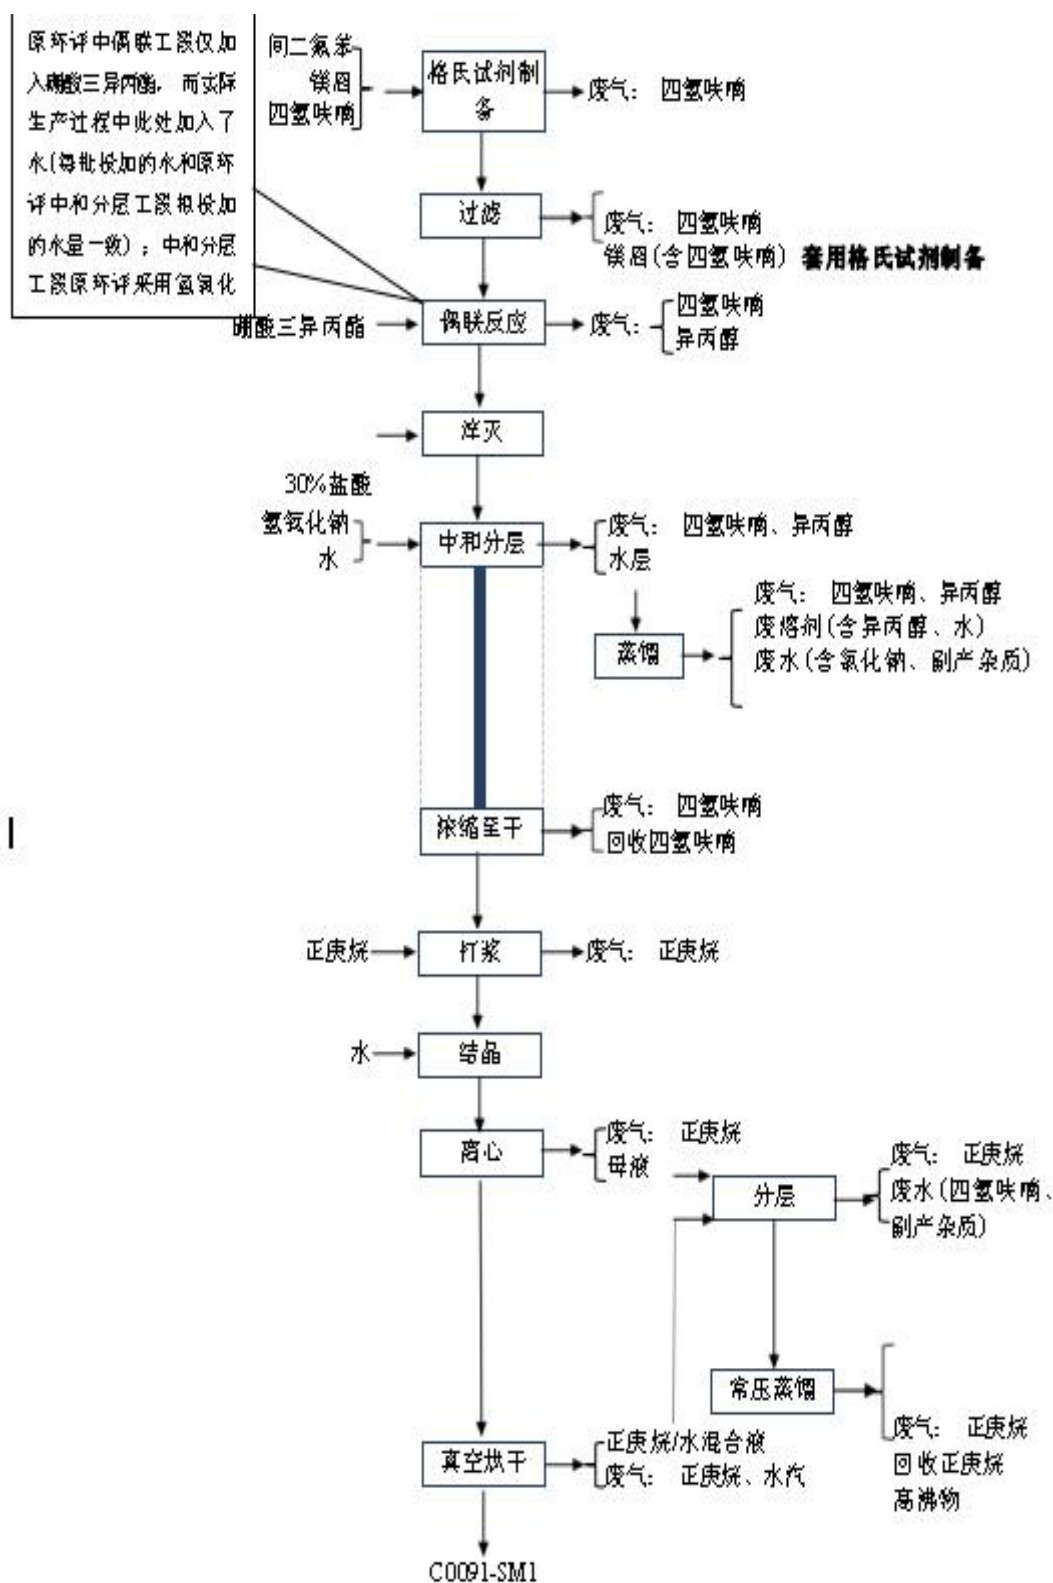 原环评中偶联工段仅加
入硼酸三异丙酯，而实际
生产过程中此处加入了
水(每批投加的水和原环
评中和分层工段根投加
的水量一致)；中和分层
工段原环评采用氢氧化
间二氯苯
镁屑
四氢呋喃
格氏试剂制
备
废气： 四氢呋喃
过滤
废气： 四氢呋喃
镁屑(含四氢呋喃) 套用格氏试剂制备
硼酸三异丙酯
偶联反应
废气：
四氢呋喃
异丙醇
淬灭
30%盐酸
氢氧化钠
水
中和分层
废气： 四氢呋喃、异丙醇
水层
蒸馏
废气： 四氢呋喃、异丙醇
废溶剂(含异丙醇、水)
废水(含氯化钠、副产杂质)
浓缩至干
废气： 四氢呋喃
回收四氢呋喃
正庚烷
打浆
废气： 正庚烷
水
结晶
离心
废气： 正庚烷
母液
分层
废气： 正庚烷
废水(四氢呋喃、
副产杂质)
常压蒸馏
废气： 正庚烷
回收正庚烷
高沸物
真空烘干
正庚烷/水混合液
废气： 正庚烷、水汽
C0091-SM1